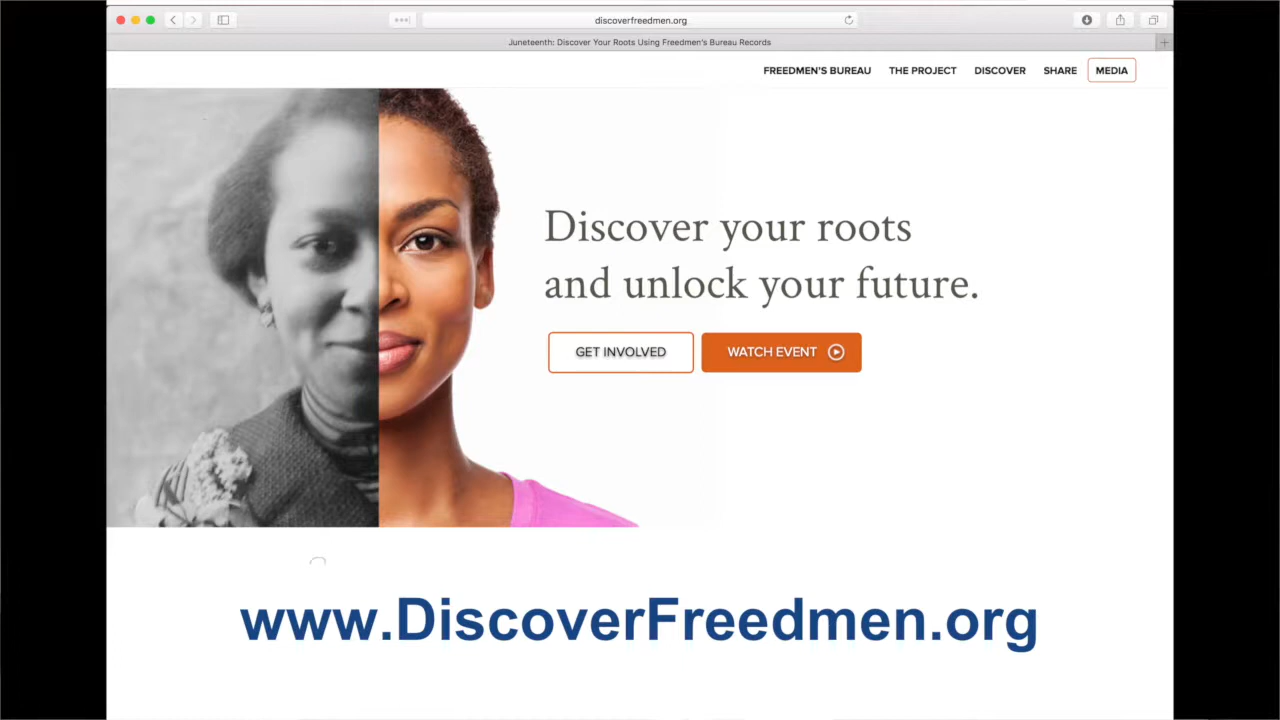 discoverfreedmen.org
Juneteenth: Discover Your Roots Using Freedmen's Bureau Records
FREEDMEN'S BUREAU THE PROJECT DISCOVER SHARE MEDIA
Discover your roots
and unlock your future.
GET INVOLVED WATCH EVENT
www.DiscoverFreedmen.org